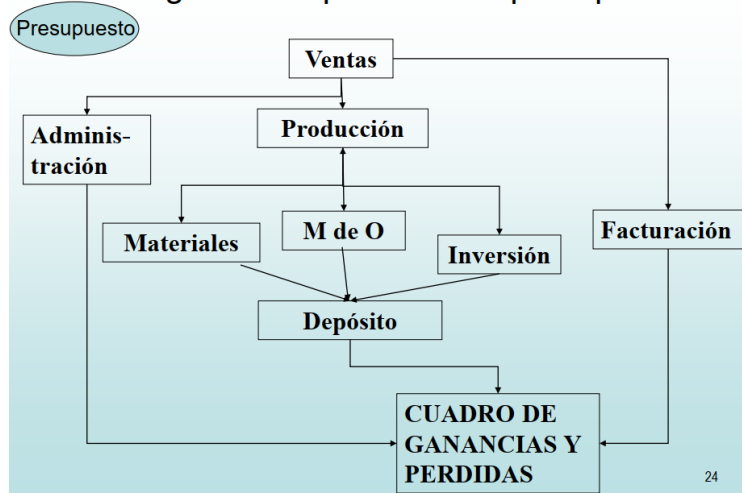 Presupuesto
Ventas
Adminis-
tración
Producción
Materiales
M de O
Inversión
Facturación
Depósito
CUADRO DE
GANANCIAS Y
PERDIDAS
24